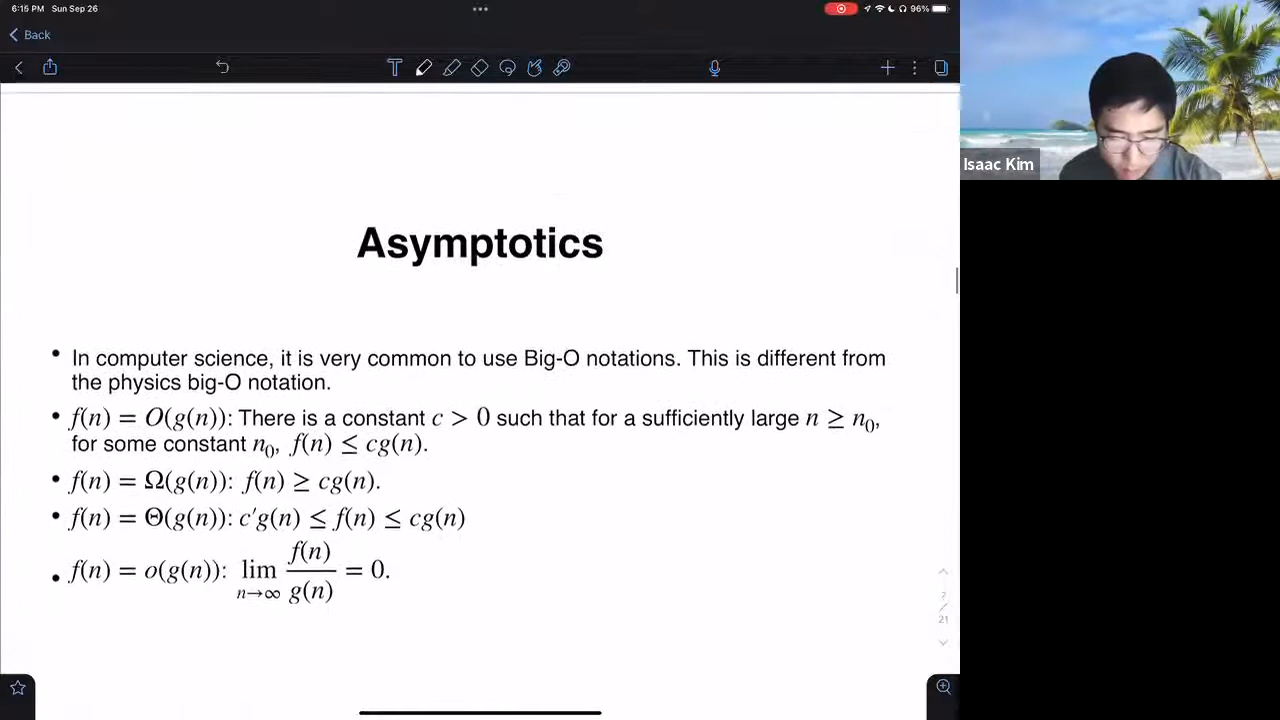 6:15 PM Sun Sep 26
96%
Back
Isaac Kim
Asymptotics
• In computer science, it is very common to use Big-O notations. This is different from
the physics big-O notation.
• f(n) = O(g(n)): There is a constant c > 0 such that for a sufficiently large n ≥ n₀,
for some constant n₀, f(n) ≤ cg(n).
• f(n) = Ω(g(n)): f(n) ≥ cg(n).
• f(n) = Θ(g(n)): c′g(n) ≤ f(n) ≤ cg(n)
• f(n) = o(g(n)): lim n→∞ f(n)/g(n) = 0.
/
21